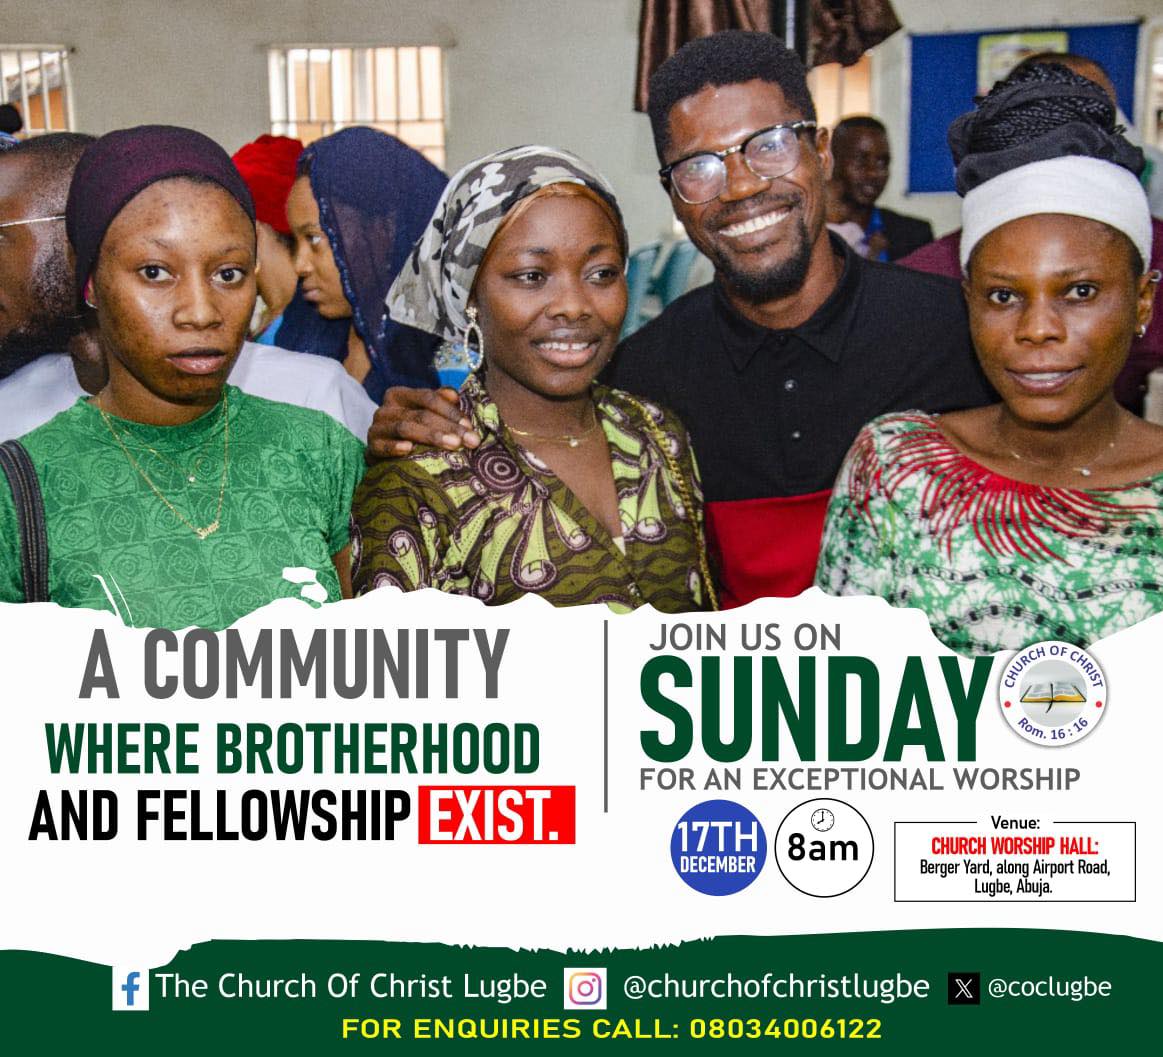 A COMMUNITY
WHERE BROTHERHOOD
AND FELLOWSHIP EXIST.
JOIN US ON
SUNDAY
FOR AN EXCEPTIONAL WORSHIP
CHURCH OF CHRIST
Rom. 16:16
17TH
DECEMBER
8am
Venue:
CHURCH WORSHIP HALL:
Berger Yard, along Airport Road,
Lugbe, Abuja.
The Church Of Christ Lugbe @churchofchristlugbe @coclugbe
FOR ENQUIRIES CALL: 08034006122